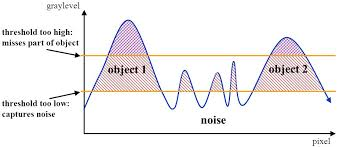 graylevel
threshold too high:
misses part of object
object 1
object 2
threshold too low:
captures noise
noise
pixel